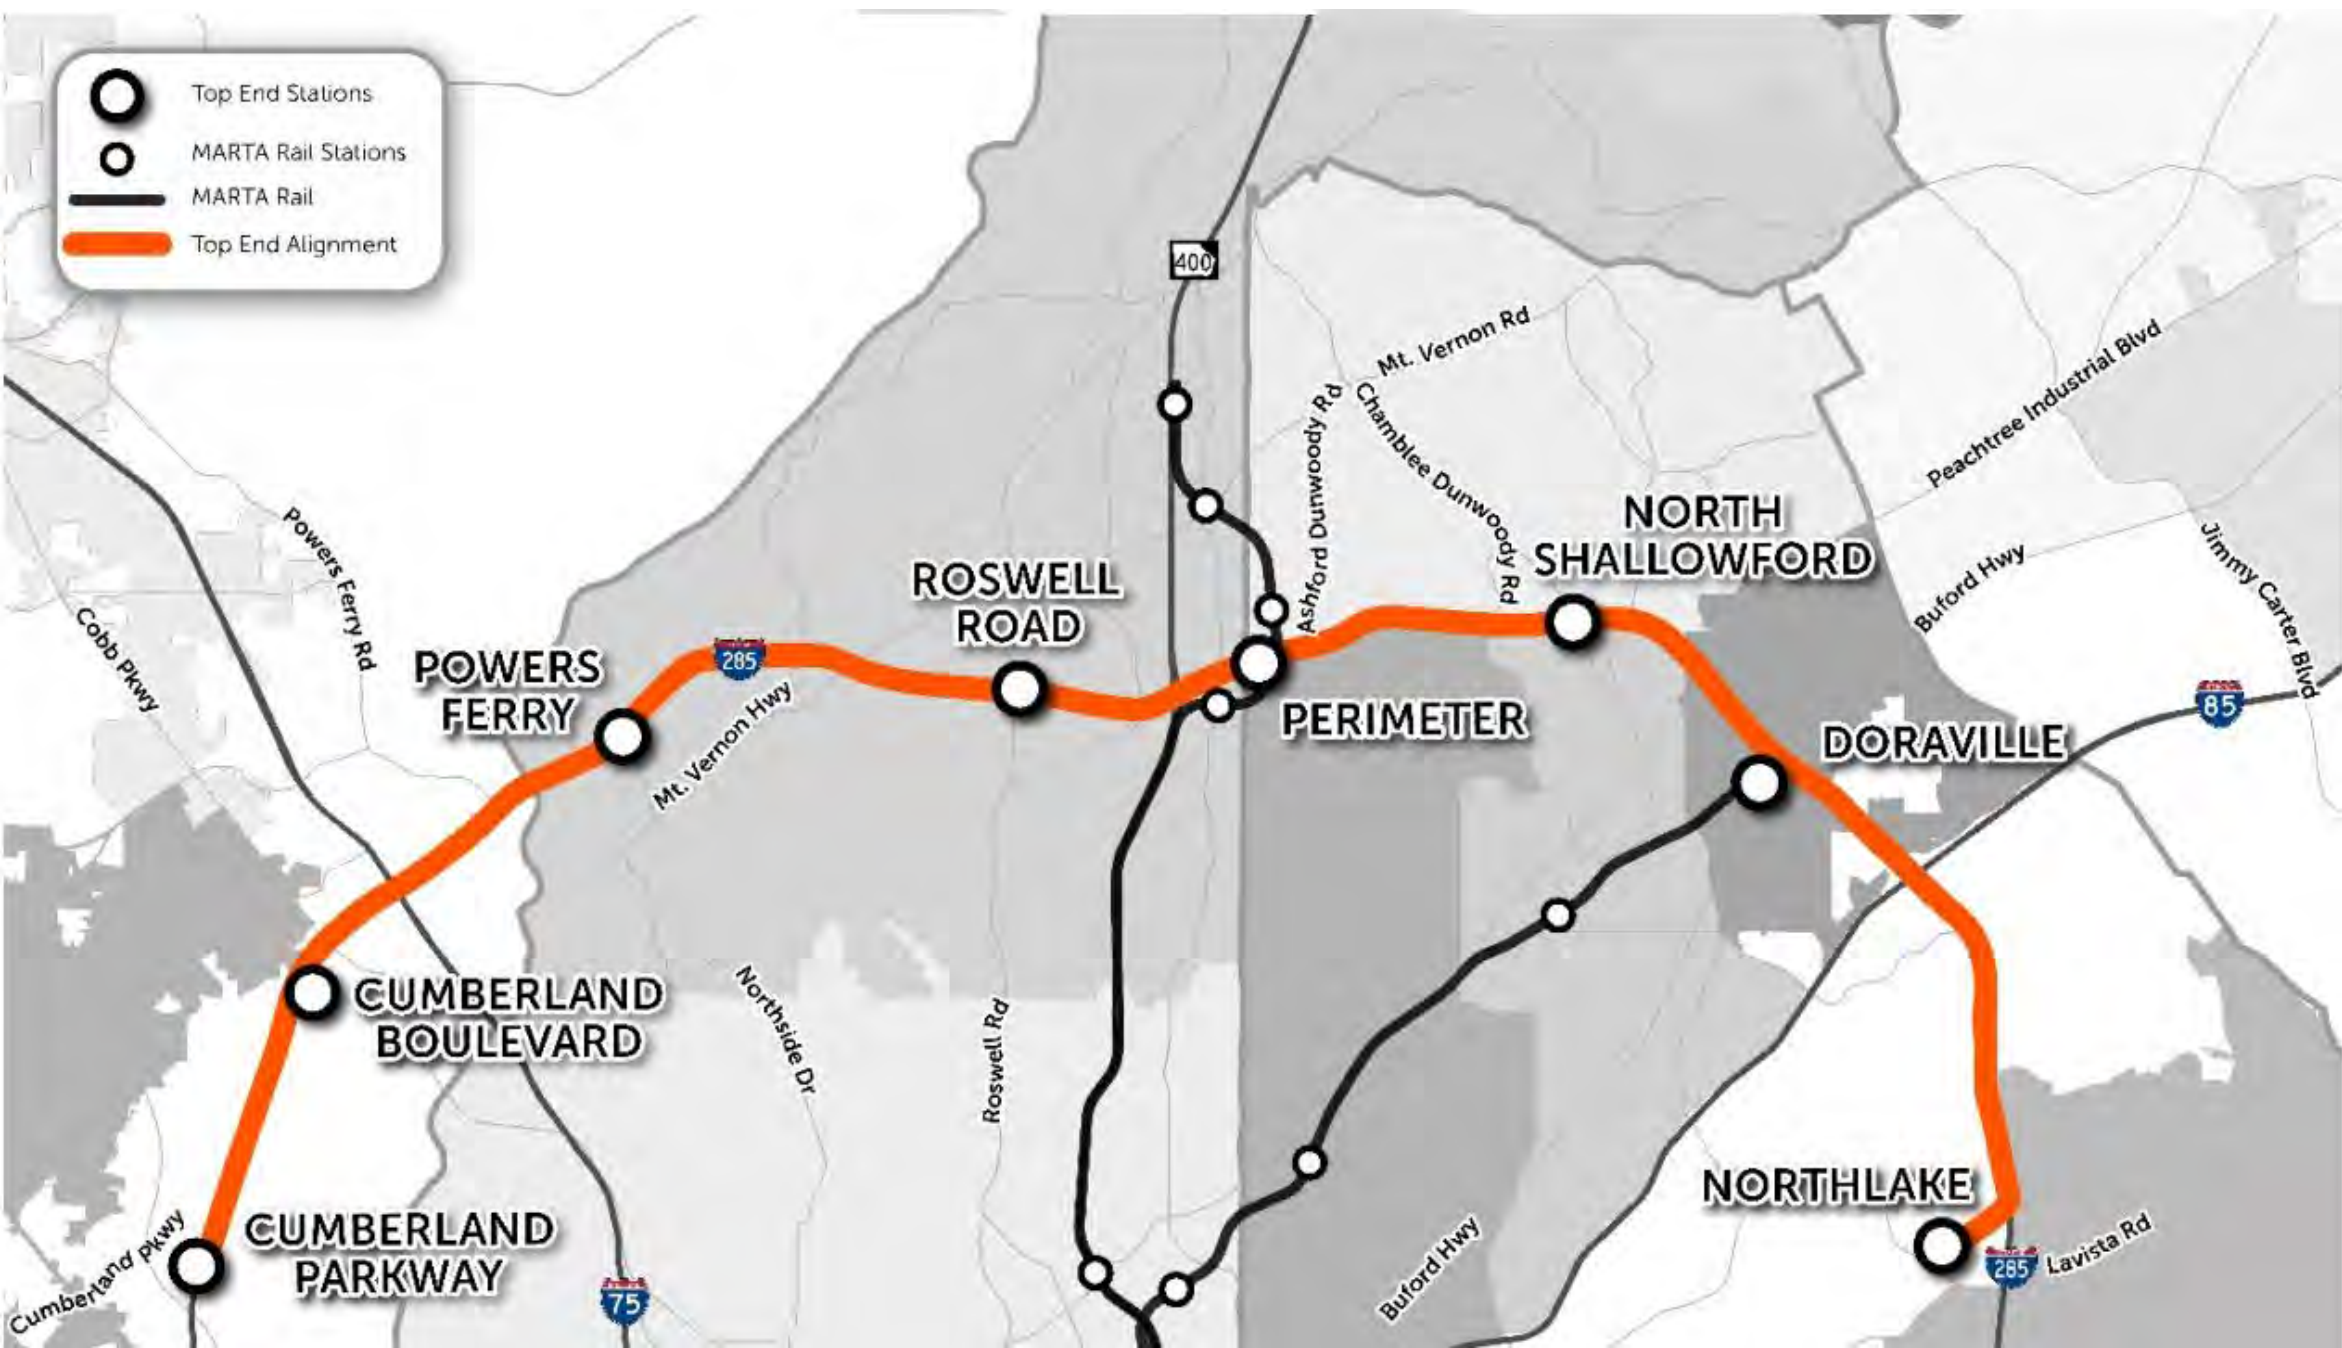 Top End Stations
MARTA Rail Stations
MARTA Rail
Top End Alignment
400
Mt. Vernon Rd
Ashford Dunwoody Rd
Chamblee Dunwoody Rd
Peachtree Industrial Blvd
Powers Ferry Rd
Cobb Pkwy
NORTH
SHALLOWFORD
Buford Hwy
Jimmy Carter Blvd
ROSWELL
ROAD
POWERS
FERRY
285
Mt. Vernon Hwy
PERIMETER
85
DORAVILLE
CUMBERLAND
BOULEVARD
Northside Dr
Roswell Rd
NORTHLAKE
CUMBERLAND
PARKWAY
Cumberland Pkwy
75
Buford Hwy
285
Lavista Rd